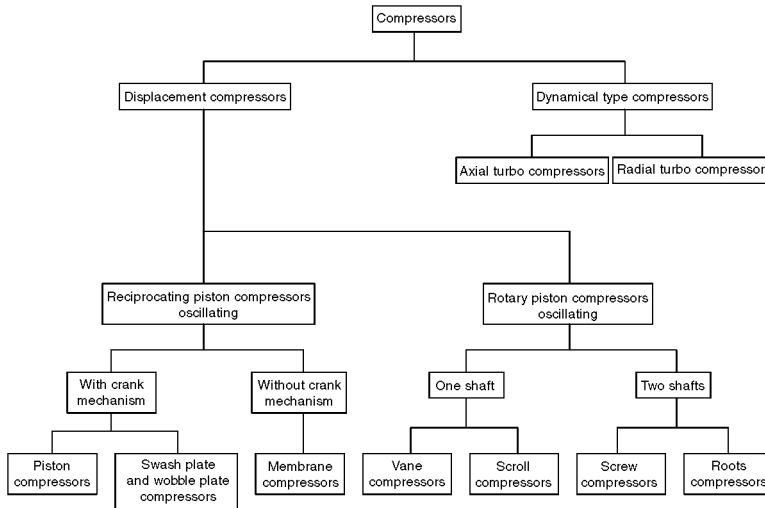 Compressors
Displacement compressors
Dynamical type compressors
Axial turbo compressors
Radial turbo compressor
Reciprocating piston compressors
oscillating
Rotary piston compressors
oscillating
With crank
mechanism
Without crank
mechanism
One shaft
Two shafts
Piston
compressors
Swash plate
and wobble plate
compressors
Membrane
compressors
Vane
compressors
Scroll
compressors
Screw
compressors
Roots
compressors